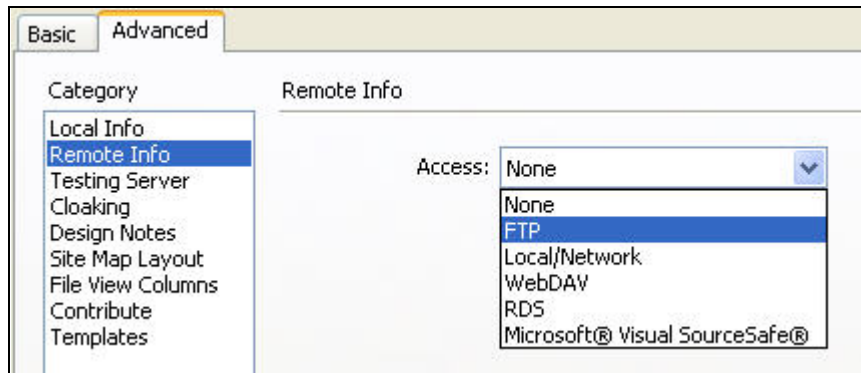 Basic Advanced
Category
Remote Info
Local Info
Remote Info
Testing Server
Cloaking
Design Notes
Site Map Layout
File View Columns
Contribute
Templates
Access: None
None
FTP
Local/Network
WebDAV
RDS
Microsoft® Visual SourceSafe®